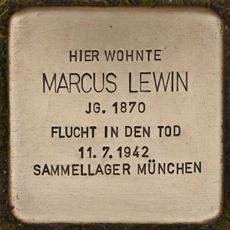 HIER WOHNTE
MARCUS LEWIN
JG. 1870
FLUCHT IN DEN TOD
11. 7. 1942
SAMMELLAGER MÜNCHEN